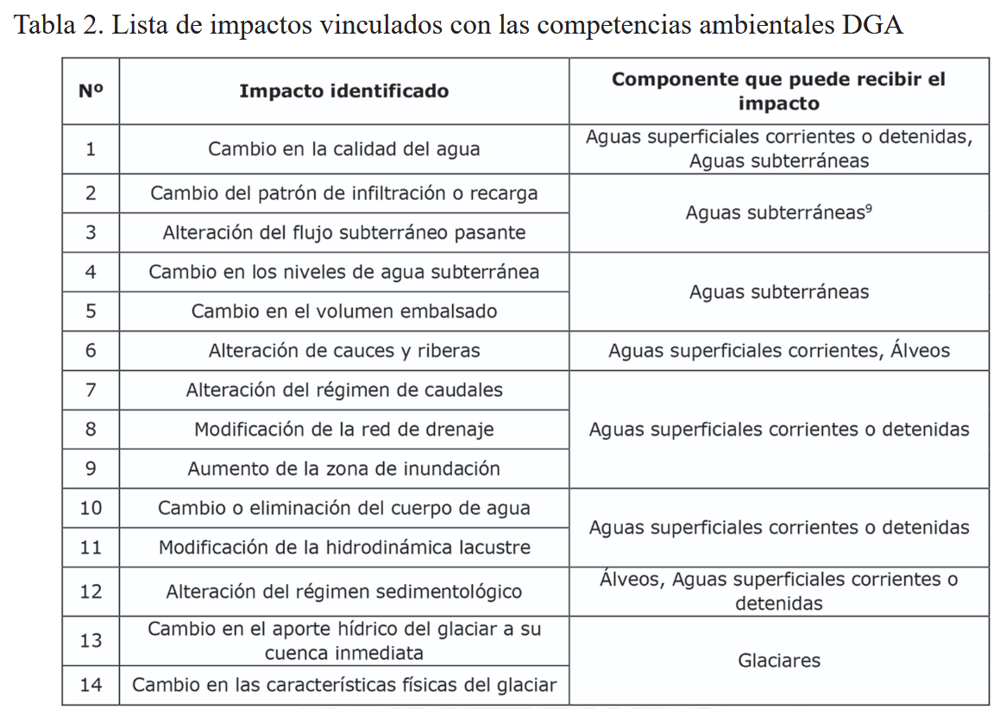 Tabla 2. Lista de impactos vinculados con las competencias ambientales DGA
Nº
Impacto identificado
Componente que puede recibir el
impacto
1
Cambio en la calidad del agua
Aguas superficiales corrientes o detenidas,
Aguas subterráneas
2
Cambio del patrón de infiltración o recarga
Aguas subterráneas⁹
3
Alteración del flujo subterráneo pasante
4
Cambio en los niveles de agua subterránea
Aguas subterráneas
5
Cambio en el volumen embalsado
6
Alteración de cauces y riberas
Aguas superficiales corrientes, Álveos
7
Alteración del régimen de caudales
Aguas superficiales corrientes o detenidas
8
Modificación de la red de drenaje
9
Aumento de la zona de inundación
10
Cambio o eliminación del cuerpo de agua
Aguas superficiales corrientes o detenidas
11
Modificación de la hidrodinámica lacustre
12
Alteración del régimen sedimentológico
Álveos, Aguas superficiales corrientes o
detenidas
13
Cambio en el aporte hídrico del glaciar a su
cuenca inmediata
Glaciares
14
Cambio en las características físicas del glaciar